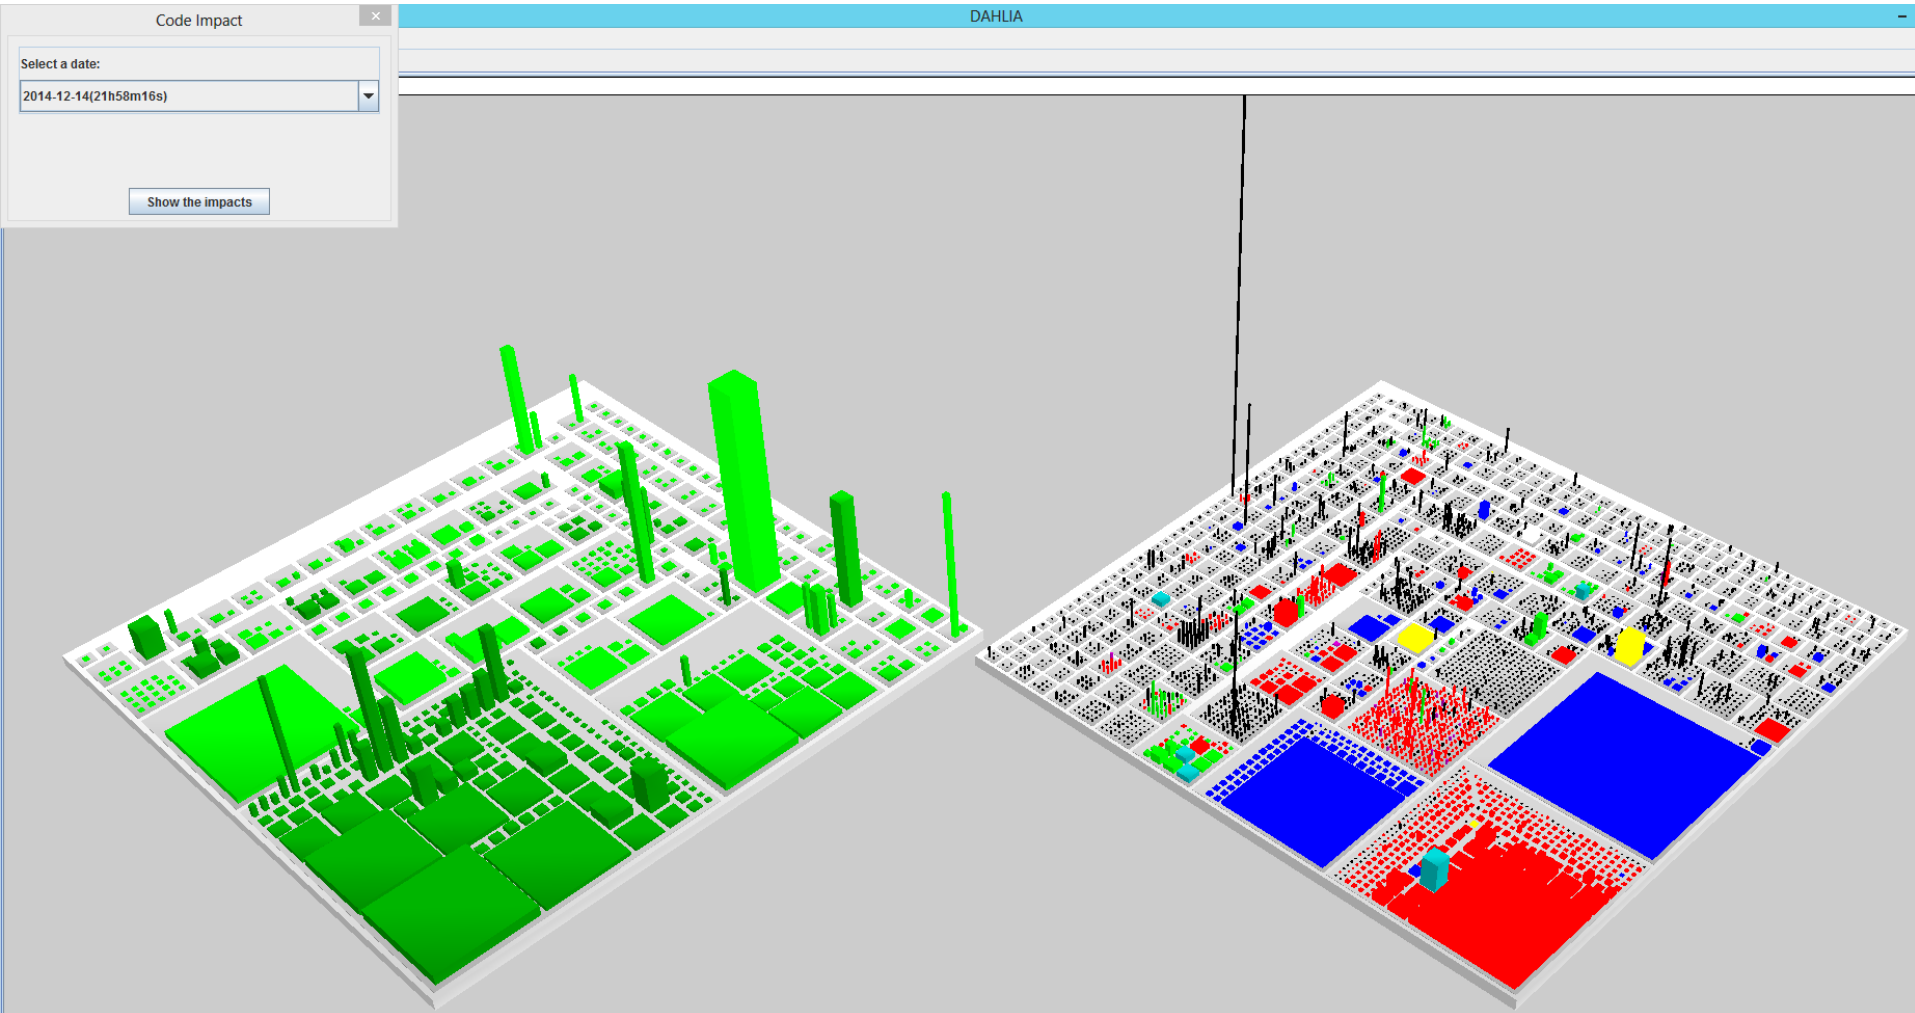 Code Impact
DAHLIA
Select a date:
2014-12-14(21h58m16s)
Show the impacts